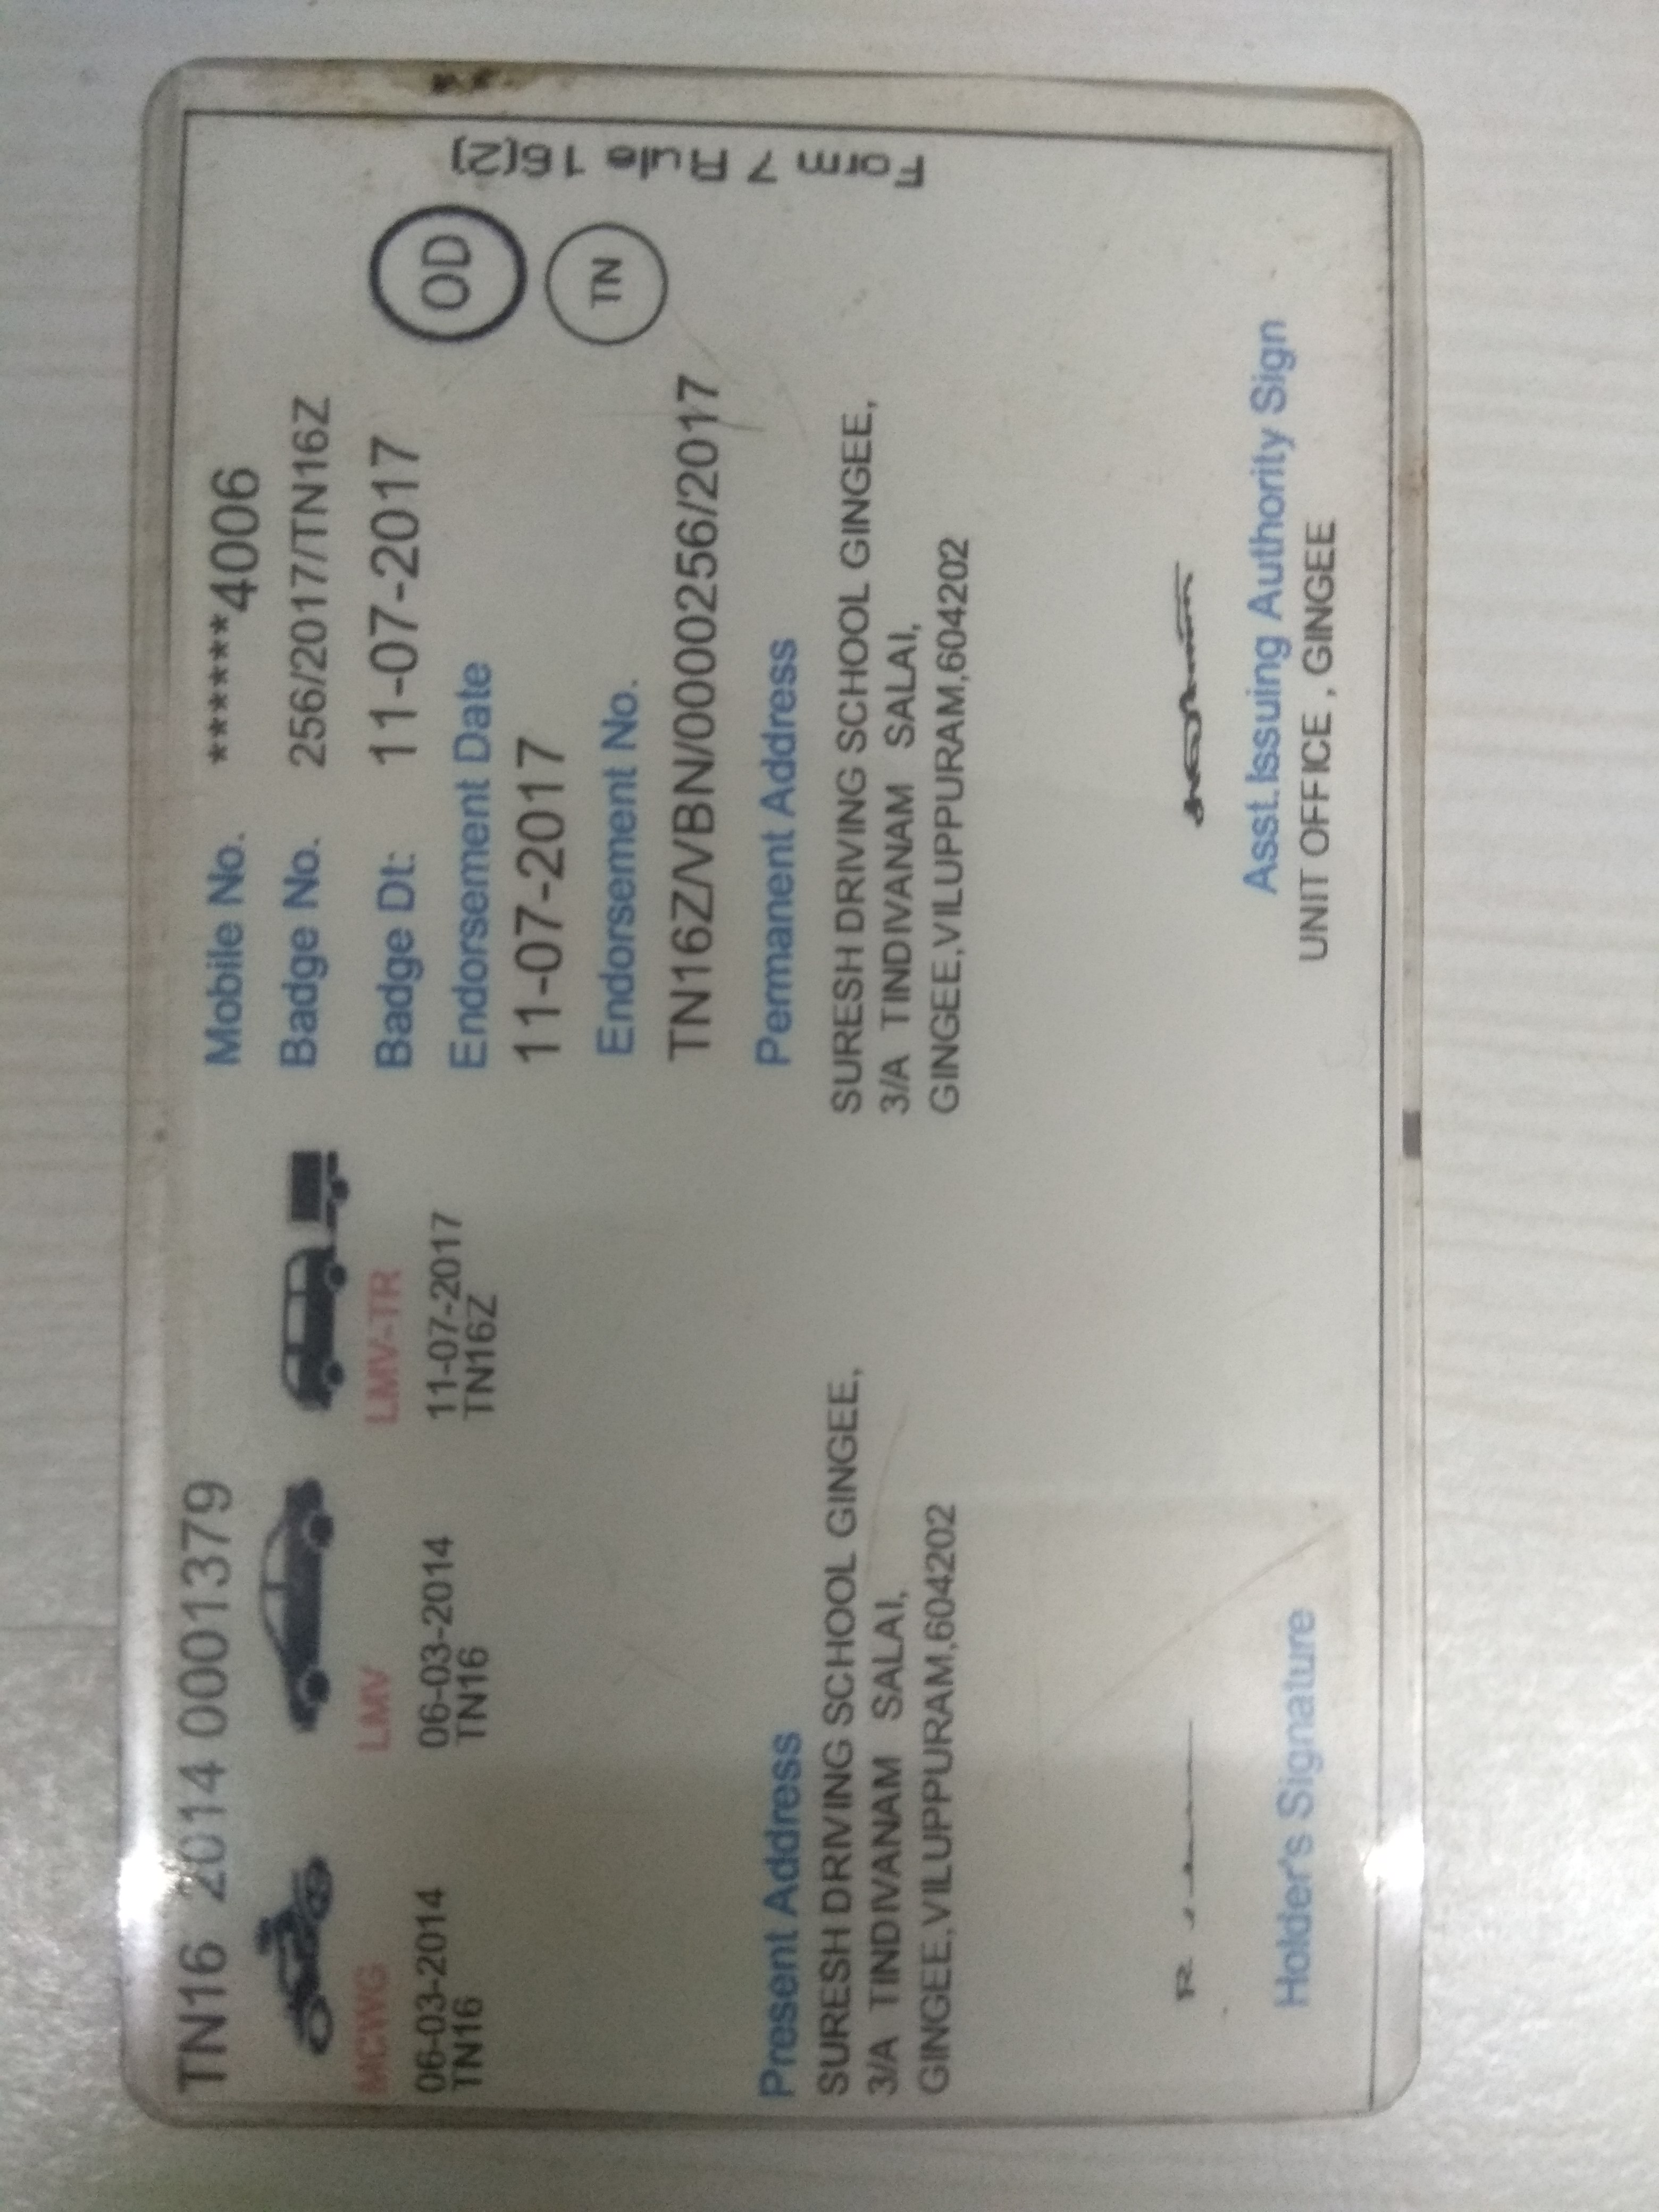 TN16 2014 0001379
MCWG
06-03-2014
TN16
LMV
06-03-2014
TN16
LMV-TR
11-07-2017
TN16Z
Mobile No. ******4006
Badge No. 256/2017/TN16Z
Badge Dt: 11-07-2017
Endorsement Date
11-07-2017
Endorsement No.
TN16Z/VBN/0000256/2017
OD
TN
Form 7 Rule 16(2)
Present Address
SURESH DRIVING SCHOOL GINGEE,
3/A TINDIVANAM SALAI,
GINGEE,VILUPPURAM,604202
Permanent Address
SURESH DRIVING SCHOOL GINGEE,
3/A TINDIVANAM SALAI,
GINGEE,VILUPPURAM,604202
Holder's Signature
Asst.Issuing Authority Sign
UNIT OFFICE , GINGEE